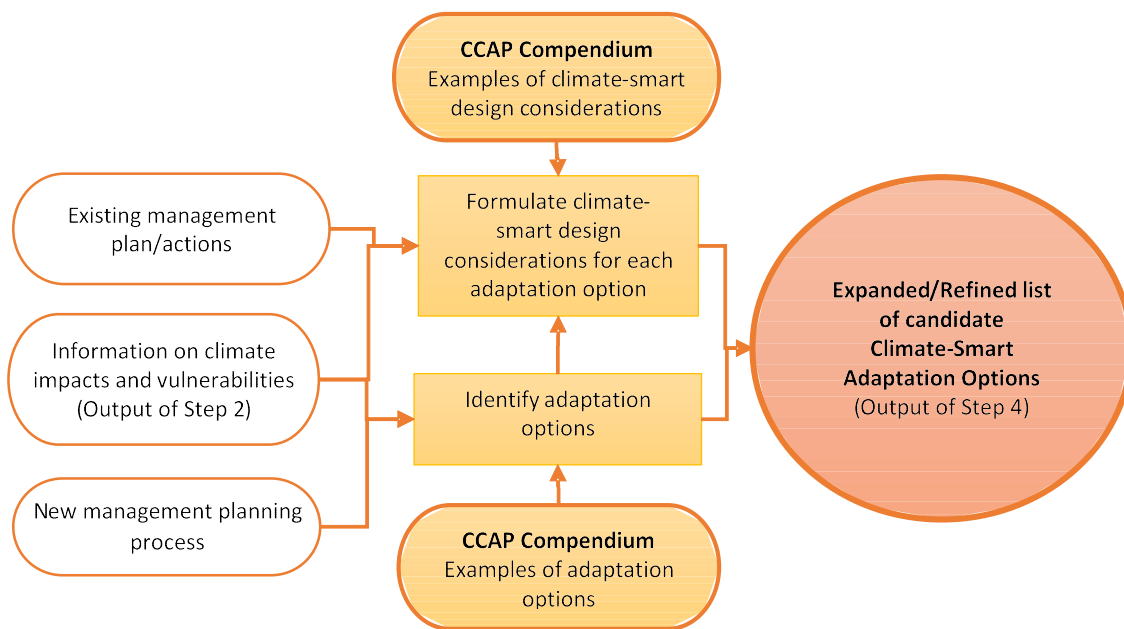 CCAP Compendium
Examples of climate-smart
design considerations
Existing management
plan/actions
Formulate climate-
smart design
considerations for each
adaptation option
Information on climate
impacts and vulnerabilities
(Output of Step 2)
Identify adaptation
options
Expanded/Refined list
of candidate
Climate-Smart
Adaptation Options
(Output of Step 4)
New management planning
process
CCAP Compendium
Examples of adaptation
options